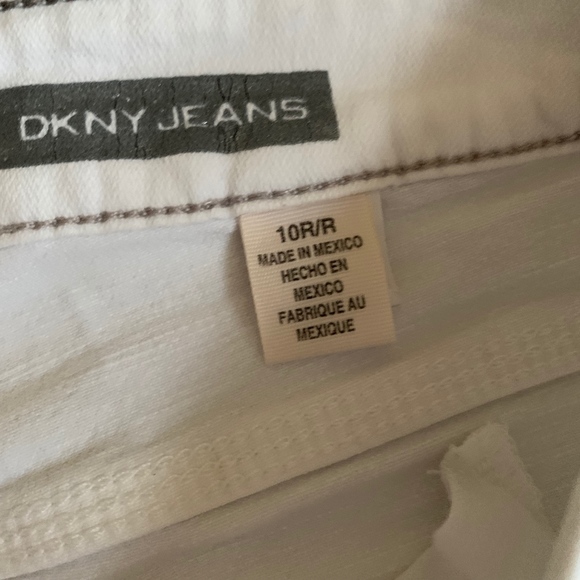 DKNY JEANS
10R/R
MADE IN MEXICO
HECHO EN
MEXICO
FABRIQUE AU
MEXIQUE